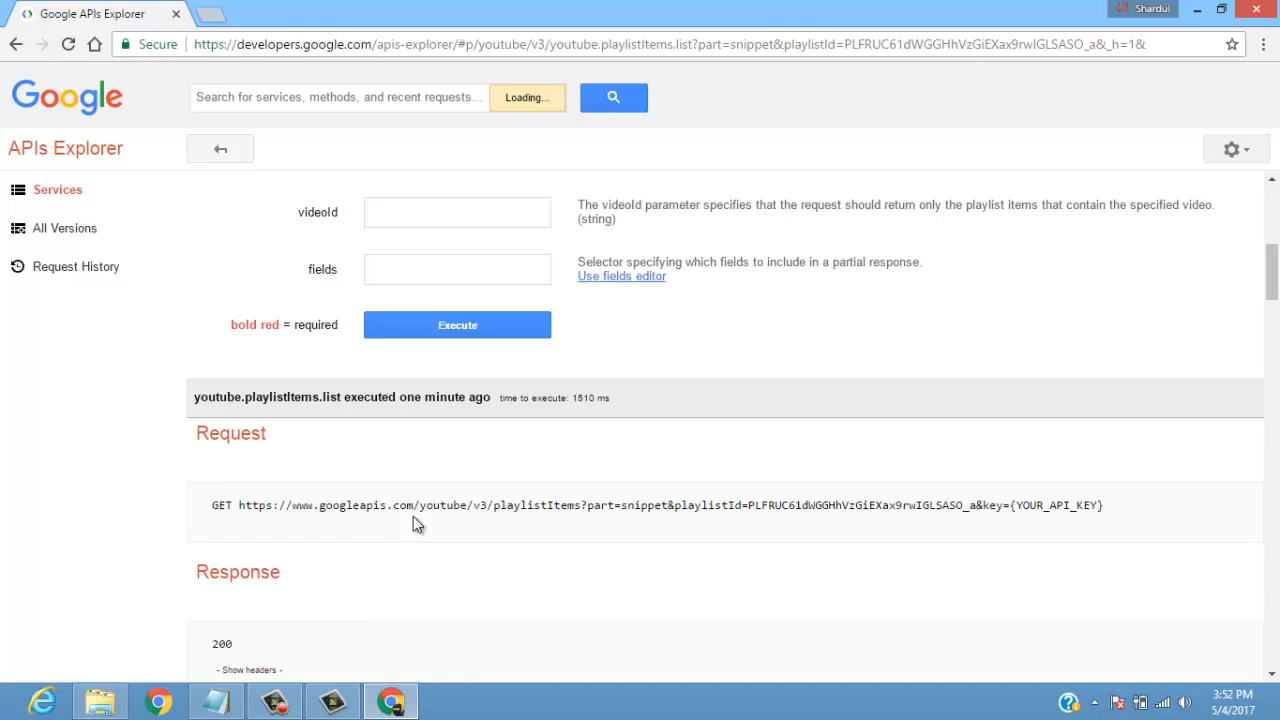 Google APIs Explorer
Shardul
Secure
https://developers.google.com/apis-explorer/#p/youtube/v3/youtube.playlistItems.list?part=snippet&playlistId=PLFRUC61dWGGHhVzGiEXax9rwIGLSASO_a&_h=1&
Google
Search for services, methods, and recent requests...
Loading...
APIs Explorer
Services
All Versions
Request History
videoId
The videoId parameter specifies that the request should return only the playlist items that contain the specified video.
(string)
fields
Selector specifying which fields to include in a partial response.
Use fields editor
bold red = required
Execute
youtube.playlistItems.list executed one minute ago time to execute: 1510 ms
Request
GET https://www.googleapis.com/youtube/v3/playlistItems?part=snippet&playlistId=PLFRUC61dWGGHhVzGiEXax9rwIGLSASO_a&key={YOUR_API_KEY}
Response
200
- Show headers -
3:52 PM
5/4/2017